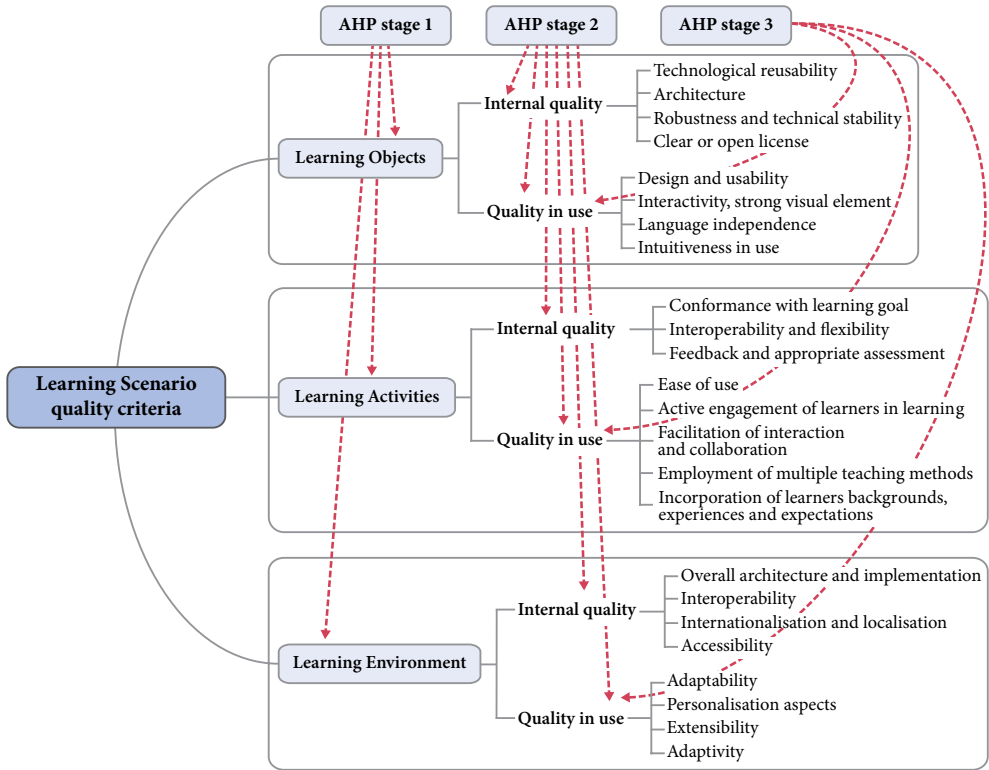 AHP stage 1
AHP stage 2
AHP stage 3
Learning Scenario
quality criteria
Learning Objects
Internal quality
Technological reusability
Architecture
Robustness and technical stability
Clear or open license
Quality in use
Design and usability
Interactivity, strong visual element
Language independence
Intuitiveness in use
Learning Activities
Internal quality
Conformance with learning goal
Interoperability and flexibility
Feedback and appropriate assessment
Quality in use
Ease of use
Active engagement of learners in learning
Facilitation of interaction
and collaboration
Employment of multiple teaching methods
Incorporation of learners backgrounds,
experiences and expectations
Learning Environment
Internal quality
Overall architecture and implementation
Interoperability
Internationalisation and localisation
Accessibility
Quality in use
Adaptability
Personalisation aspects
Extensibility
Adaptivity